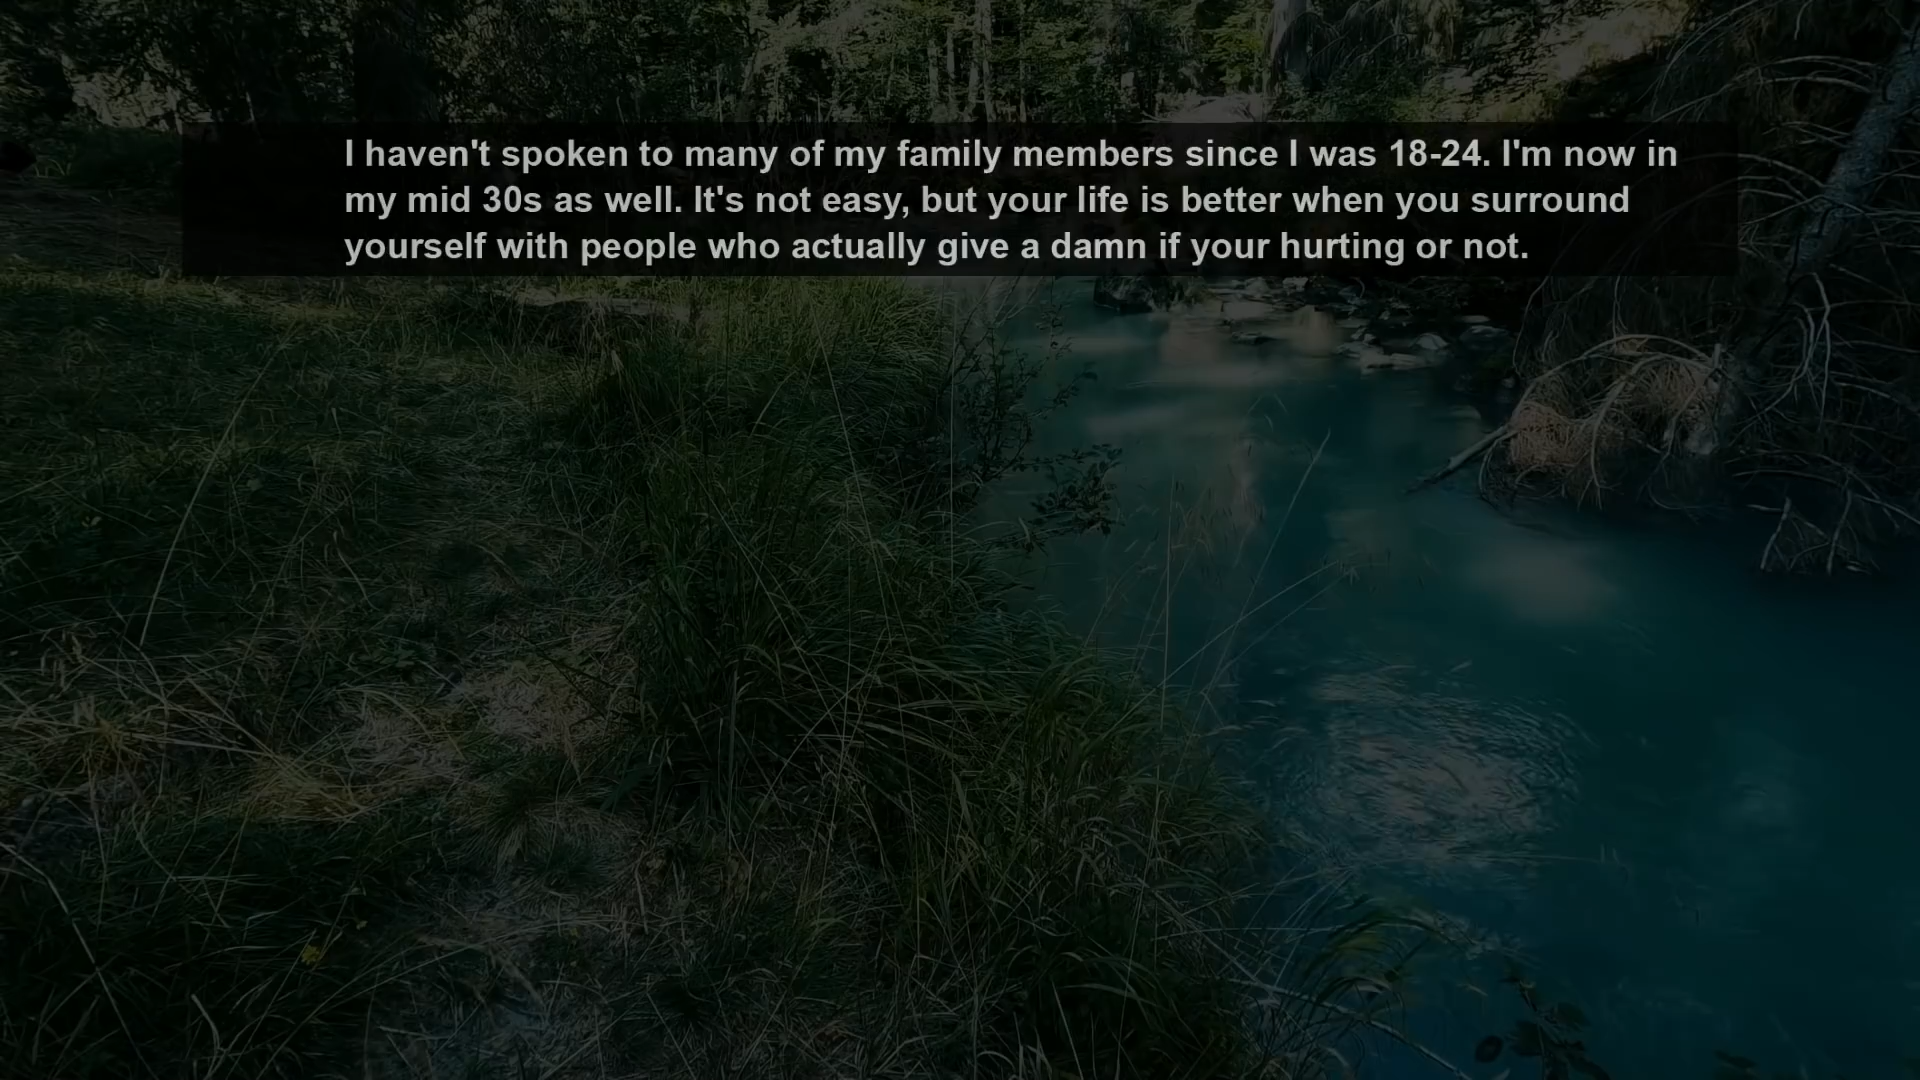 I haven't spoken to many of my family members since I was 18-24. I'm now in
my mid 30s as well. It's not easy, but your life is better when you surround
yourself with people who actually give a damn if your hurting or not.